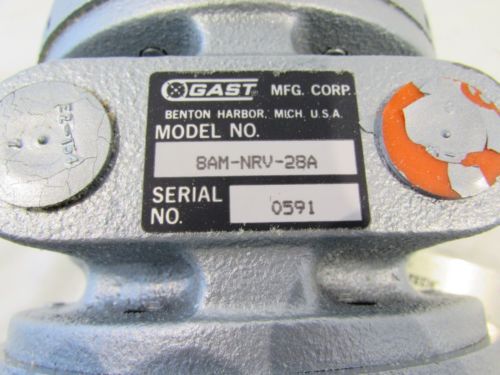 GAST MFG. CORP.
BENTON HARBOR, MICH. U.S.A.
MODEL NO.
8AM-NRV-28A
SERIAL
NO. 0591